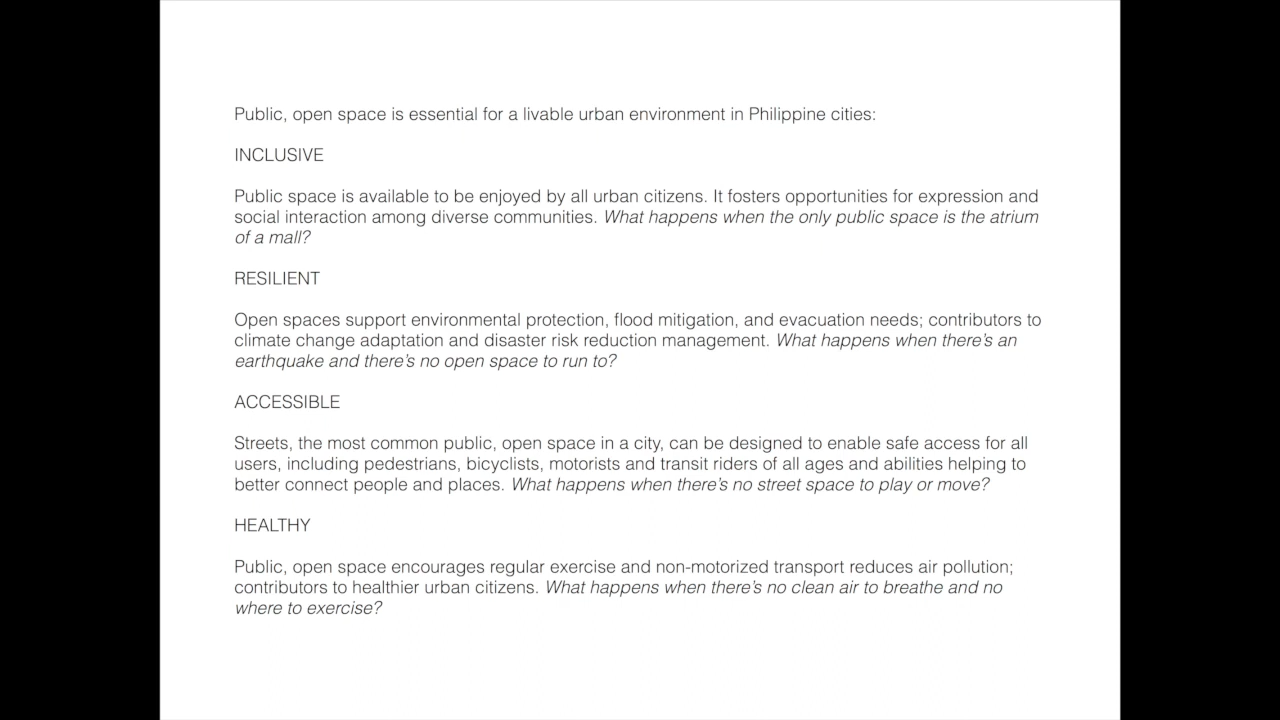 Public, open space is essential for a livable urban environment in Philippine cities:
INCLUSIVE
Public space is available to be enjoyed by all urban citizens. It fosters opportunities for expression and
social interaction among diverse communities. What happens when the only public space is the atrium
of a mall?
RESILIENT
Open spaces support environmental protection, flood mitigation, and evacuation needs; contributors to
climate change adaptation and disaster risk reduction management. What happens when there's an
earthquake and there's no open space to run to?
ACCESSIBLE
Streets, the most common public, open space in a city, can be designed to enable safe access for all
users, including pedestrians, bicyclists, motorists and transit riders of all ages and abilities helping to
better connect people and places. What happens when there's no street space to play or move?
HEALTHY
Public, open space encourages regular exercise and non-motorized transport reduces air pollution;
contributors to healthier urban citizens. What happens when there's no clean air to breathe and no
where to exercise?